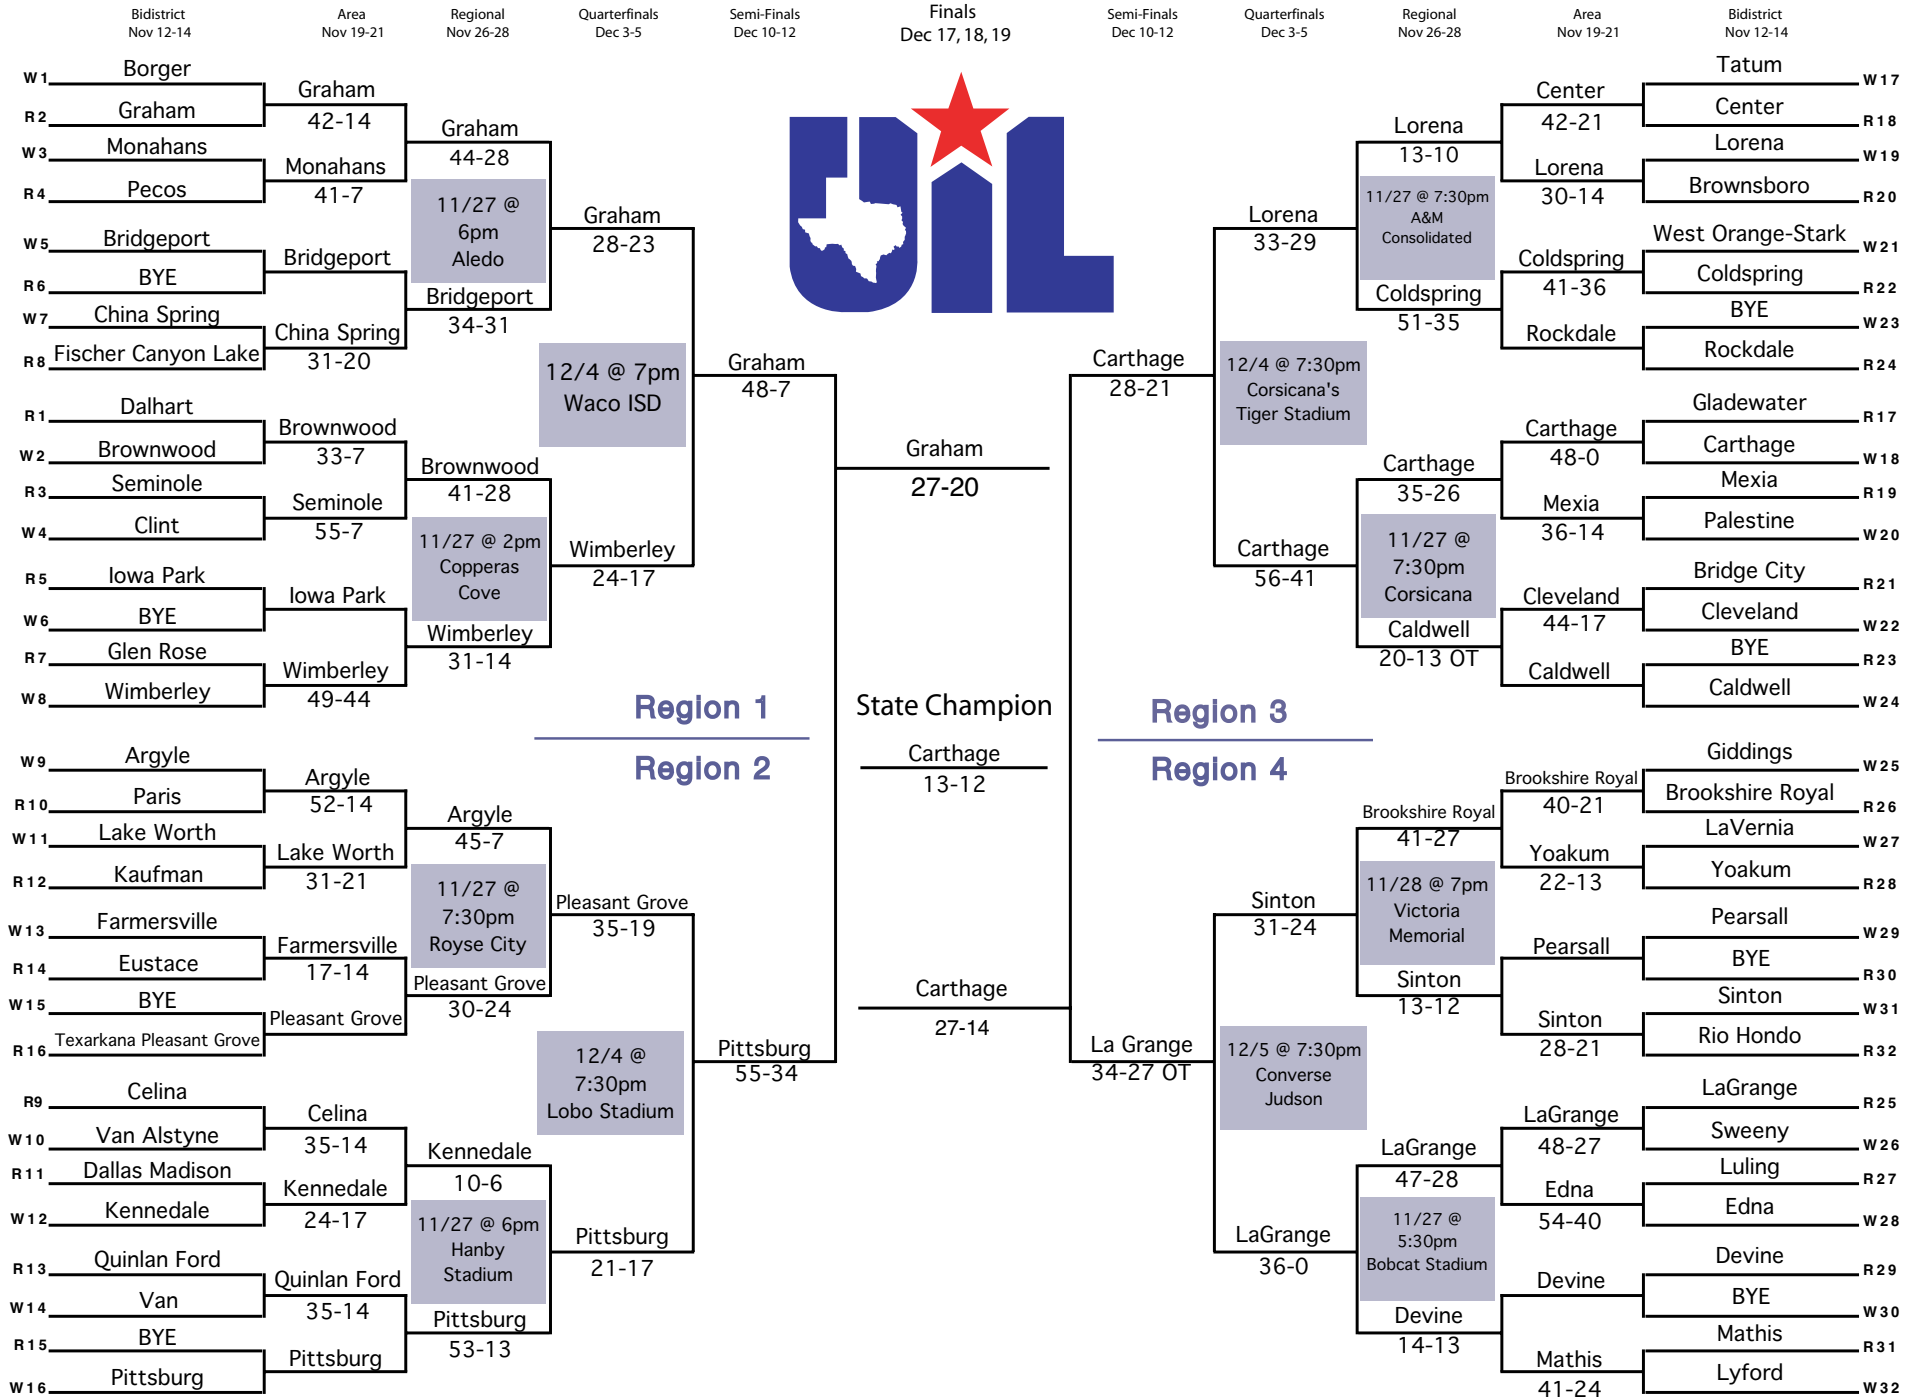 Bidistrict
Nov 12-14
Area
Nov 19-21
Regional
Nov 26-28
Quarterfinals
Dec 3-5
Semi-Finals
Dec 10-12
Finals
Dec 17, 18, 19
Semi-Finals
Dec 10-12
Quarterfinals
Dec 3-5
Regional
Nov 26-28
Area
Nov 19-21
Bidistrict
Nov 12-14
UIL
W1 Borger
R2 Graham
W3 Monahans
R4 Pecos
W5 Bridgeport
R6 BYE
W7 China Spring
R8 Fischer Canyon Lake
R1 Dalhart
W2 Brownwood
R3 Seminole
W4 Clint
R5 Iowa Park
W6 BYE
R7 Glen Rose
W8 Wimberley
W9 Argyle
R10 Paris
W11 Lake Worth
R12 Kaufman
W13 Farmersville
R14 Eustace
W15 BYE
R16 Texarkana Pleasant Grove
R9 Celina
W10 Van Alstyne
R11 Dallas Madison
W12 Kennedale
R13 Quinlan Ford
W14 Van
R15 BYE
W16 Pittsburg
Graham
42-14
Monahans
41-7
Bridgeport
China Spring
31-20
Brownwood
33-7
Seminole
55-7
Iowa Park
Wimberley
49-44
Argyle
52-14
Lake Worth
31-21
Farmersville
17-14
Pleasant Grove
Celina
35-14
Kennedale
24-17
Quinlan Ford
35-14
Pittsburg
Graham
44-28
11/27 @
6pm
Aledo
Bridgeport
34-31
Brownwood
41-28
11/27 @ 2pm
Copperas
Cove
Wimberley
31-14
Argyle
45-7
11/27 @
7:30pm
Royse City
Pleasant Grove
30-24
Kennedale
10-6
11/27 @ 6pm
Hanby
Stadium
Pittsburg
53-13
Graham
28-23
12/4 @ 7pm
Waco ISD
Wimberley
24-17
Pleasant Grove
35-19
12/4 @
7:30pm
Lobo Stadium
Pittsburg
21-17
Graham
48-7
Region 1
Region 2
Pittsburg
55-34
Graham
27-20
State Champion
Carthage
13-12
Carthage
27-14
Carthage
28-21
Region 3
Region 4
La Grange
34-27 OT
Lorena
33-29
12/4 @ 7:30pm
Corsicana's
Tiger Stadium
Carthage
56-41
Sinton
31-24
12/5 @ 7:30pm
Converse
Judson
LaGrange
36-0
Lorena
13-10
11/27 @ 7:30pm
A&M
Consolidated
Coldspring
51-35
Carthage
35-26
11/27 @
7:30pm
Corsicana
Caldwell
20-13 OT
Brookshire Royal
41-27
11/28 @ 7pm
Victoria
Memorial
Sinton
13-12
LaGrange
47-28
11/27 @
5:30pm
Bobcat Stadium
Devine
14-13
Center
42-21
Lorena
30-14
Coldspring
41-36
Rockdale
Carthage
48-0
Mexia
36-14
Cleveland
44-17
Caldwell
Brookshire Royal
40-21
Yoakum
22-13
Pearsall
Sinton
28-21
LaGrange
48-27
Edna
54-40
Devine
Mathis
41-24
Tatum W17
Center R18
Lorena W19
Brownsboro R20
West Orange-Stark W21
Coldspring R22
BYE W23
Rockdale R24
Gladewater R17
Carthage W18
Mexia R19
Palestine W20
Bridge City R21
Cleveland W22
BYE R23
Caldwell W24
Giddings W25
Brookshire Royal R26
LaVernia W27
Yoakum R28
Pearsall W29
BYE R30
Sinton W31
Rio Hondo R32
LaGrange R25
Sweeny W26
Luling R27
Edna W28
Devine R29
BYE W30
Mathis R31
Lyford W32